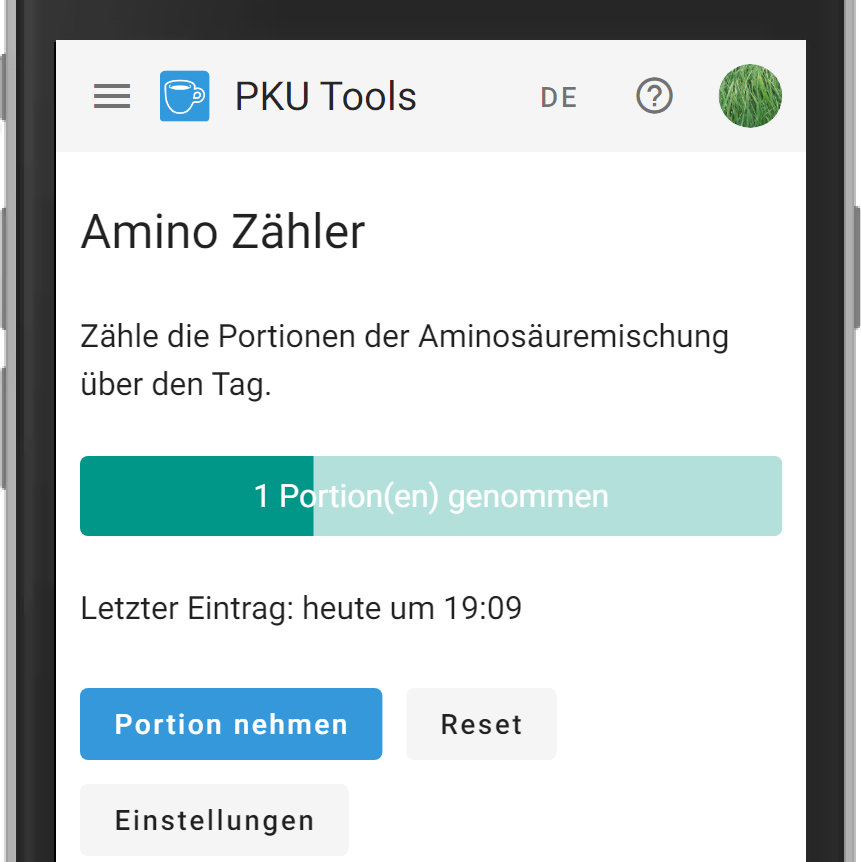 PKU Tools DE ?
Amino Zähler
Zähle die Portionen der Aminosäuremischung
über den Tag.
1 Portion(en) genommen
Letzter Eintrag: heute um 19:09
Portion nehmen Reset
Einstellungen